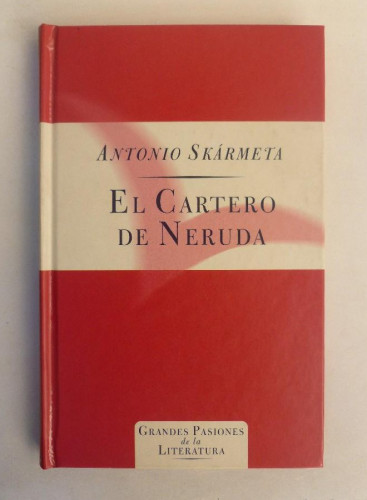 ANTONIO SKÁRMETA
EL CARTERO
DE NERUDA
GRANDES PASIONES
de la
LITERATURA